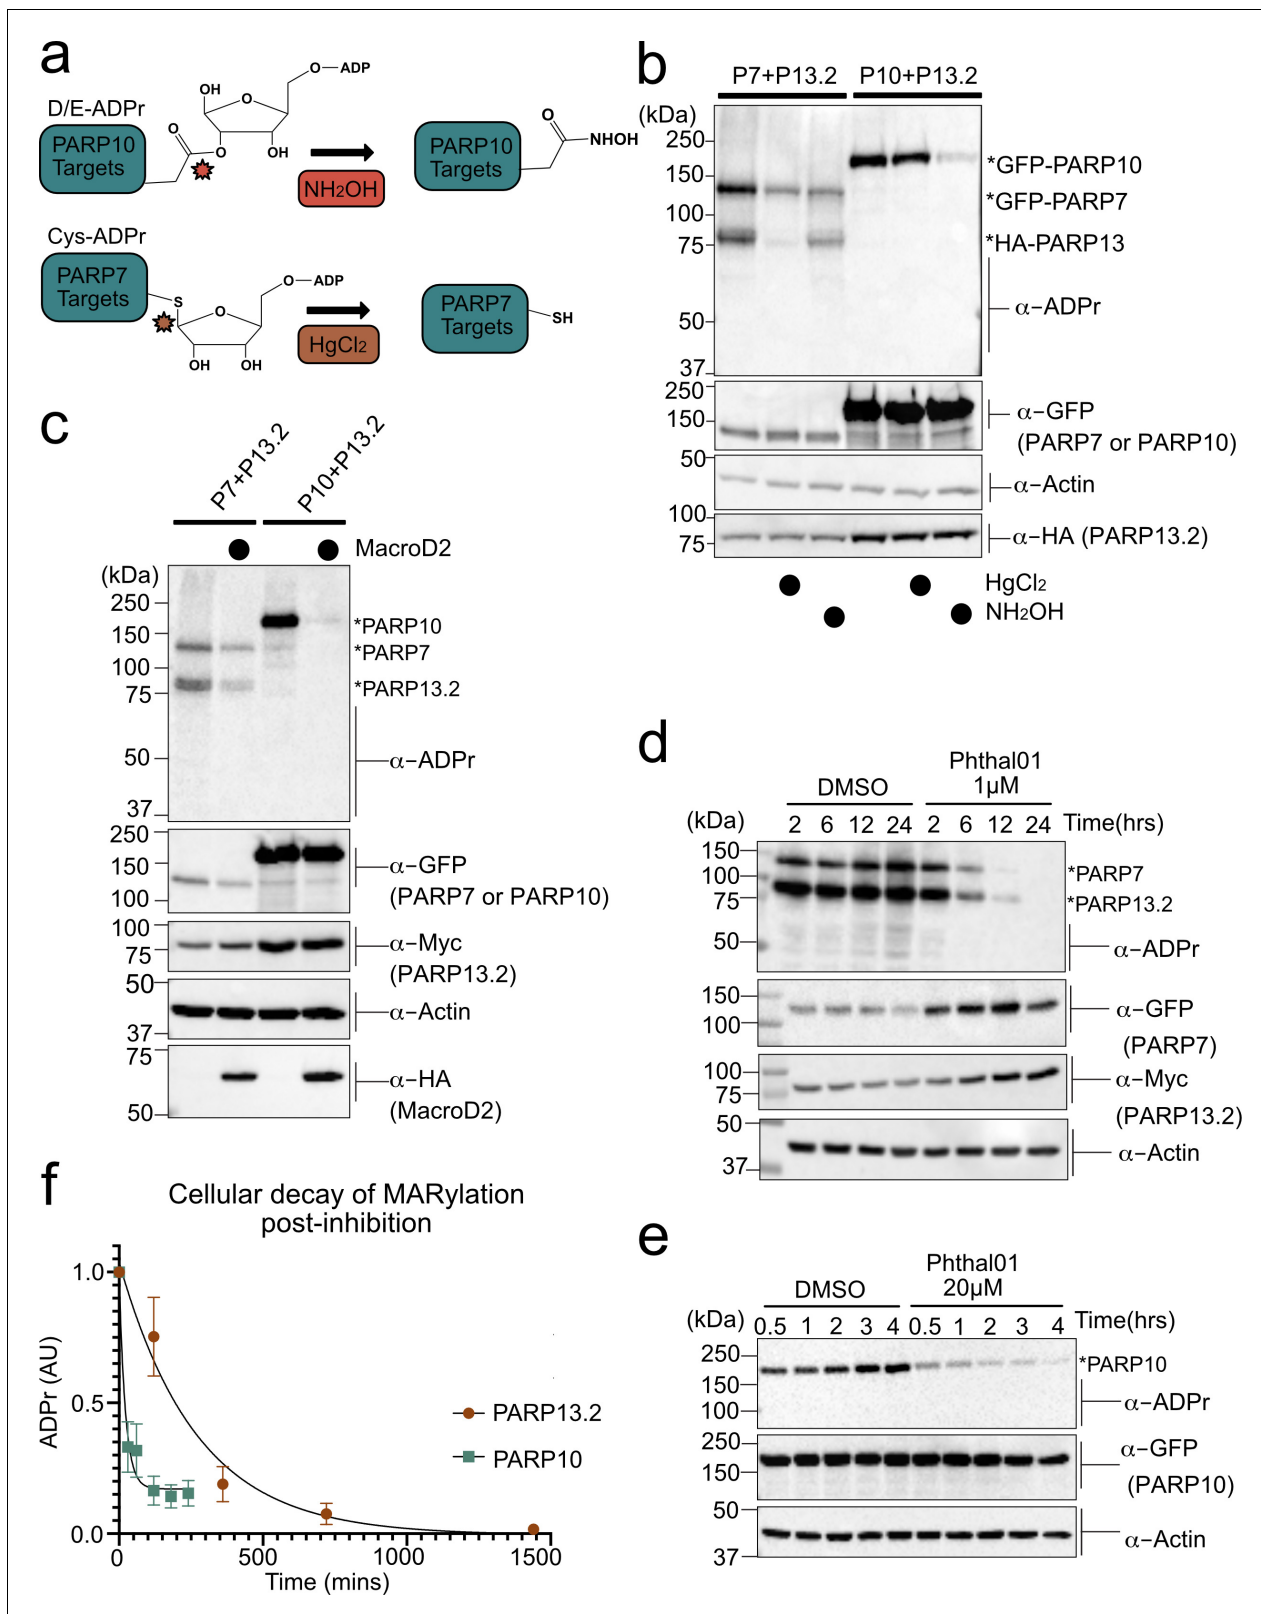 a
D/E-ADPr
PARP10
Targets
OH
O
O
O
O
OH
O—ADP
NH2OH
PARP10
Targets
O
NHOH
Cys-ADPr
PARP7
Targets
S
O
O—ADP
OH
OH
HgCl2
PARP7
Targets
SH
b
P7+P13.2
P10+P13.2
(kDa)
250
150
100
75
50
37
*GFP-PARP10
*GFP-PARP7
*HA-PARP13
α-ADPr
250
150
α-GFP
(PARP7 or PARP10)
50
α-Actin
100
75
α-HA (PARP13.2)
HgCl2
NH2OH
c
P7+P13.2
P10+P13.2
MacroD2
(kDa)
250
150
100
75
50
37
*PARP10
*PARP7
*PARP13.2
α-ADPr
250
150
100
α-GFP
(PARP7 or PARP10)
100
75
α-Myc
(PARP13.2)
50
37
α-Actin
75
50
α-HA
(MacroD2)
d
DMSO
Phthal01
1µM
(kDa)
2 6 12 24 2 6 12 24 Time(hrs)
150
100
75
50
*PARP7
*PARP13.2
α-ADPr
150
100
α-GFP
(PARP7)
100
75
α-Myc
(PARP13.2)
50
37
α-Actin
e
DMSO
Phthal01
20µM
(kDa)
0.5 1 2 3 4 0.5 1 2 3 4 Time(hrs)
250
150
100
*PARP10
α-ADPr
250
150
α-GFP
(PARP10)
50
37
α-Actin
f
Cellular decay of MARylation
post-inhibition
ADPr (AU)
1.0
0.5
0.0
PARP13.2
PARP10
0 500 1000 1500
Time (mins)